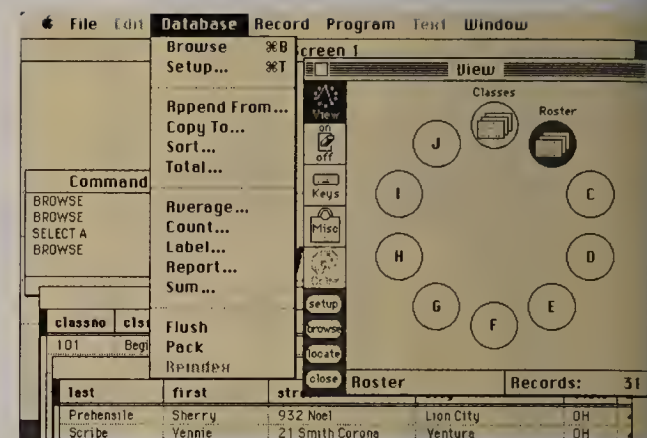 File Edit Database Record Program Text Window
Browse ⌘B
Setup... ⌘T
Append From...
Copy To...
Sort...
Total...
Average...
Count...
Label...
Report...
Sum...
Flush
Pack
Reindex
Screen 1
Command
BROWSE
BROWSE
SELECT A
BROWSE
View
View
on
off
Keys
Misc
setup
browse
locate
close
Classes
Roster
J
I
H
G
F
E
D
C
Roster Records: 31
classno
101
last first
Prehensile Sherry 932 Noel Lion City OH
Scribe Vennie 21 Smith Corona Ventura OH